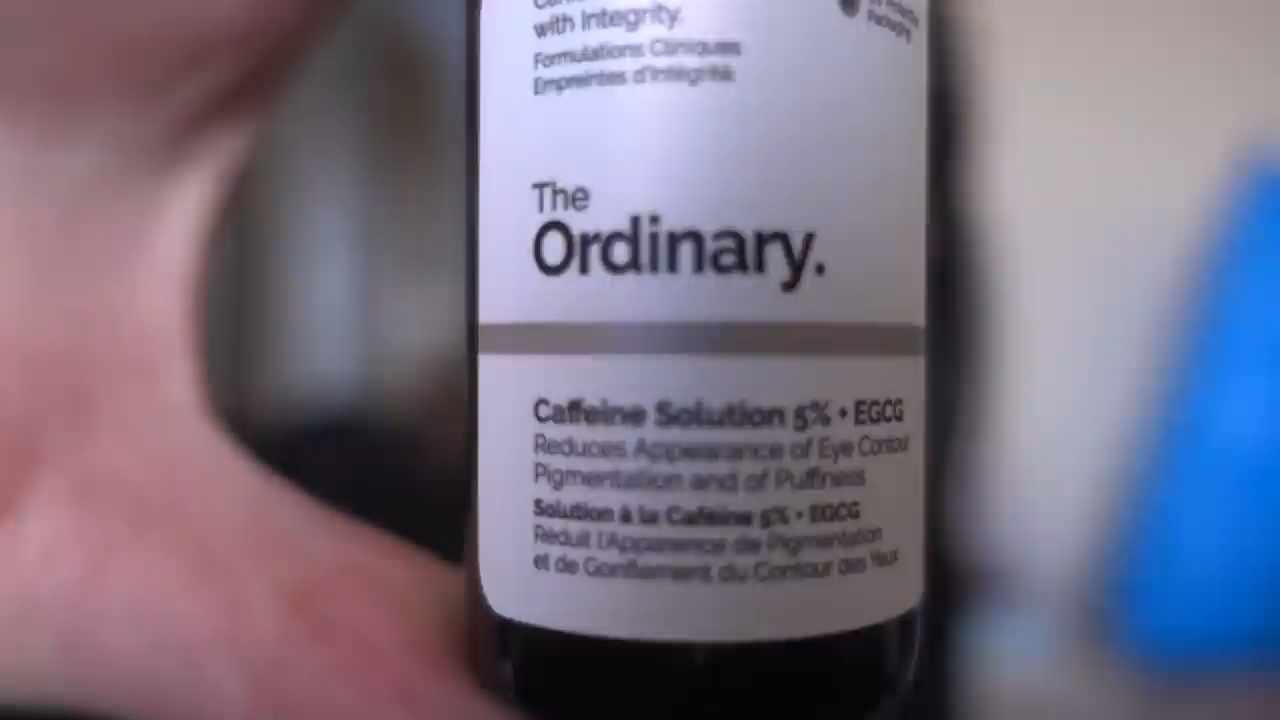 with Integrity.
Formulations Cliniques
Empreintes d'Intégrité
Packaging
The
Ordinary.
Caffeine Solution 5% + EGCG
Reduces Appearance of Eye Contour
Pigmentation and of Puffiness
Solution à la Caféine 5% + EGCG
Réduit l'Apparence de Pigmentation
et de Gonflement du Contour des Yeux